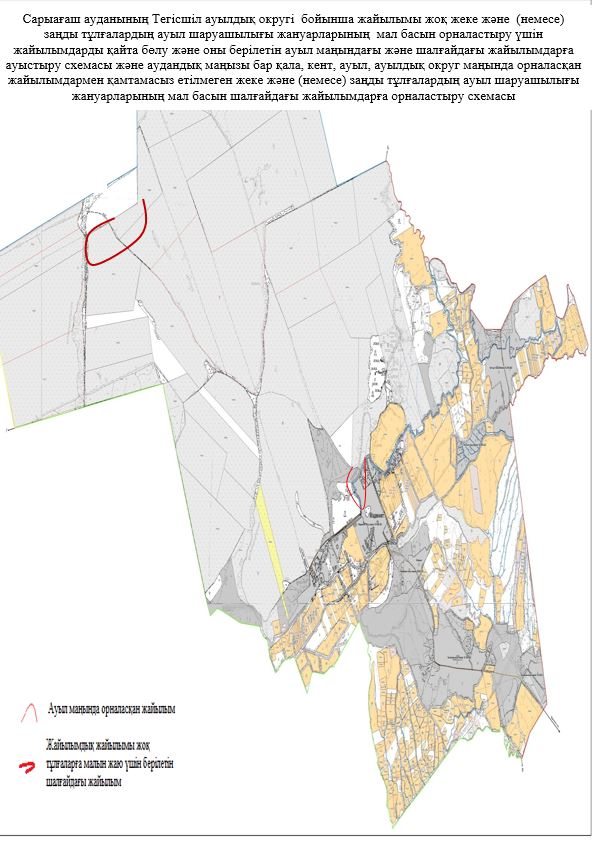 Сарыағаш ауданының Тегісшіл ауылдық округі бойынша жайылымы жоқ жеке және (немесе)
заңды тұлғалардың ауыл шаруашылығы жануарларының мал басын орналастыру үшін
жайылымдарды қайта бөлу және оны берілетін ауыл маңындағы және шалғайдағы жайылымдарға
ауыстыру схемасы және аудандық маңызы бар қала, кент, ауыл, ауылдық округ маңында орналасқан
жайылымдармен қамтамасыз етілмеген жеке және (немесе) заңды тұлғалардың ауыл шаруашылығы
жануарларының мал басын шалғайдағы жайылымдарға орналастыру схемасы
Ауыл маңында орналасқан жайылым
Жайылымдық жайылымы жоқ
тұлғаларға малын жаю үшін берілетін
шалғайдағы жайылым